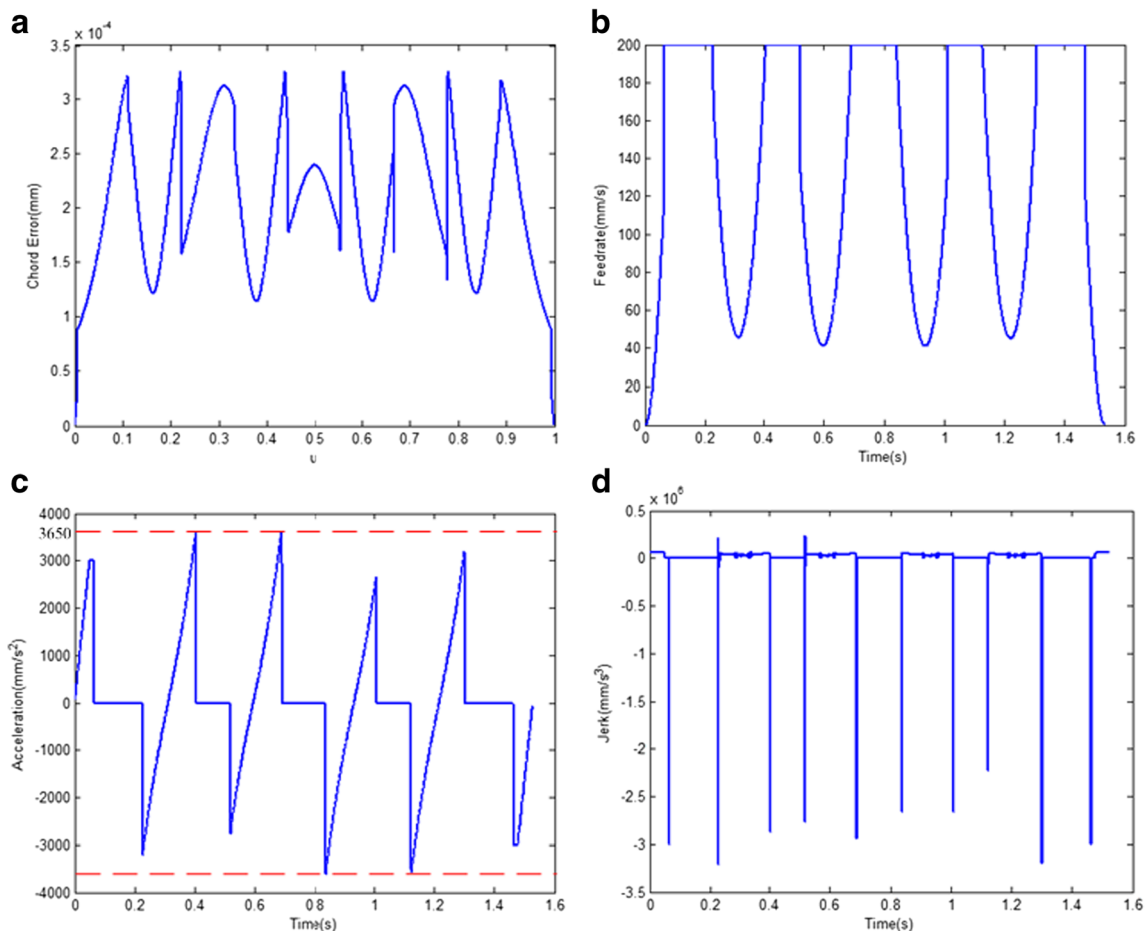 a
× 10⁻⁴
3.5
3
2.5
2
1.5
1
0.5
0
Chord Error(mm)
0 0.1 0.2 0.3 0.4 0.5 0.6 0.7 0.8 0.9 1
υ
b
200
180
160
140
120
100
80
60
40
20
0
Feedrate(mm/s)
0 0.2 0.4 0.6 0.8 1 1.2 1.4 1.6
Time(s)
c
4000
3650
3000
2000
1000
0
-1000
-2000
-3000
-4000
Acceleration(mm/s²)
0 0.2 0.4 0.6 0.8 1 1.2 1.4 1.6
Time(s)
d
× 10⁶
0.5
0
-0.5
-1
-1.5
-2
-2.5
-3
-3.5
Jerk(mm/s³)
0 0.2 0.4 0.6 0.8 1 1.2 1.4 1.6
Time(s)